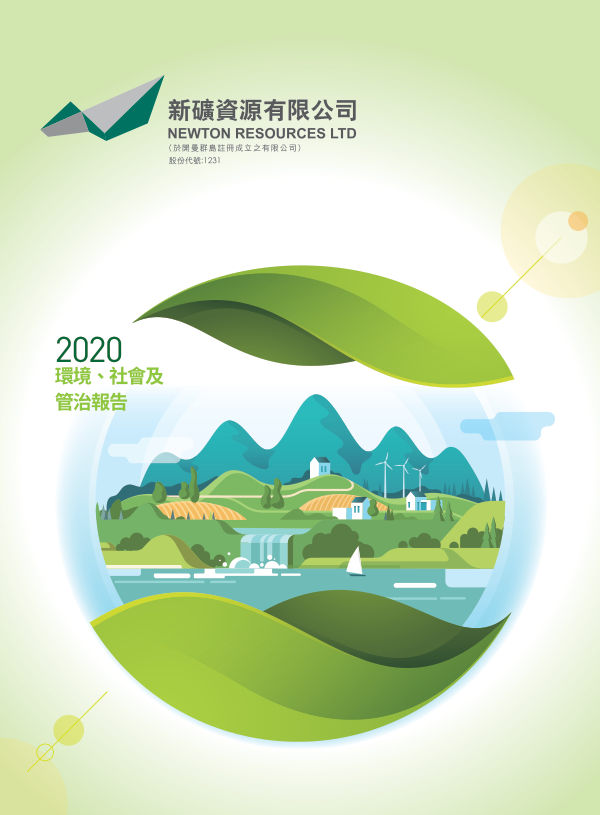 新礦資源有限公司
NEWTON RESOURCES LTD
(於開曼群島註冊成立之有限公司)
股份代號:1231
2020
環境、社會及
管治報告